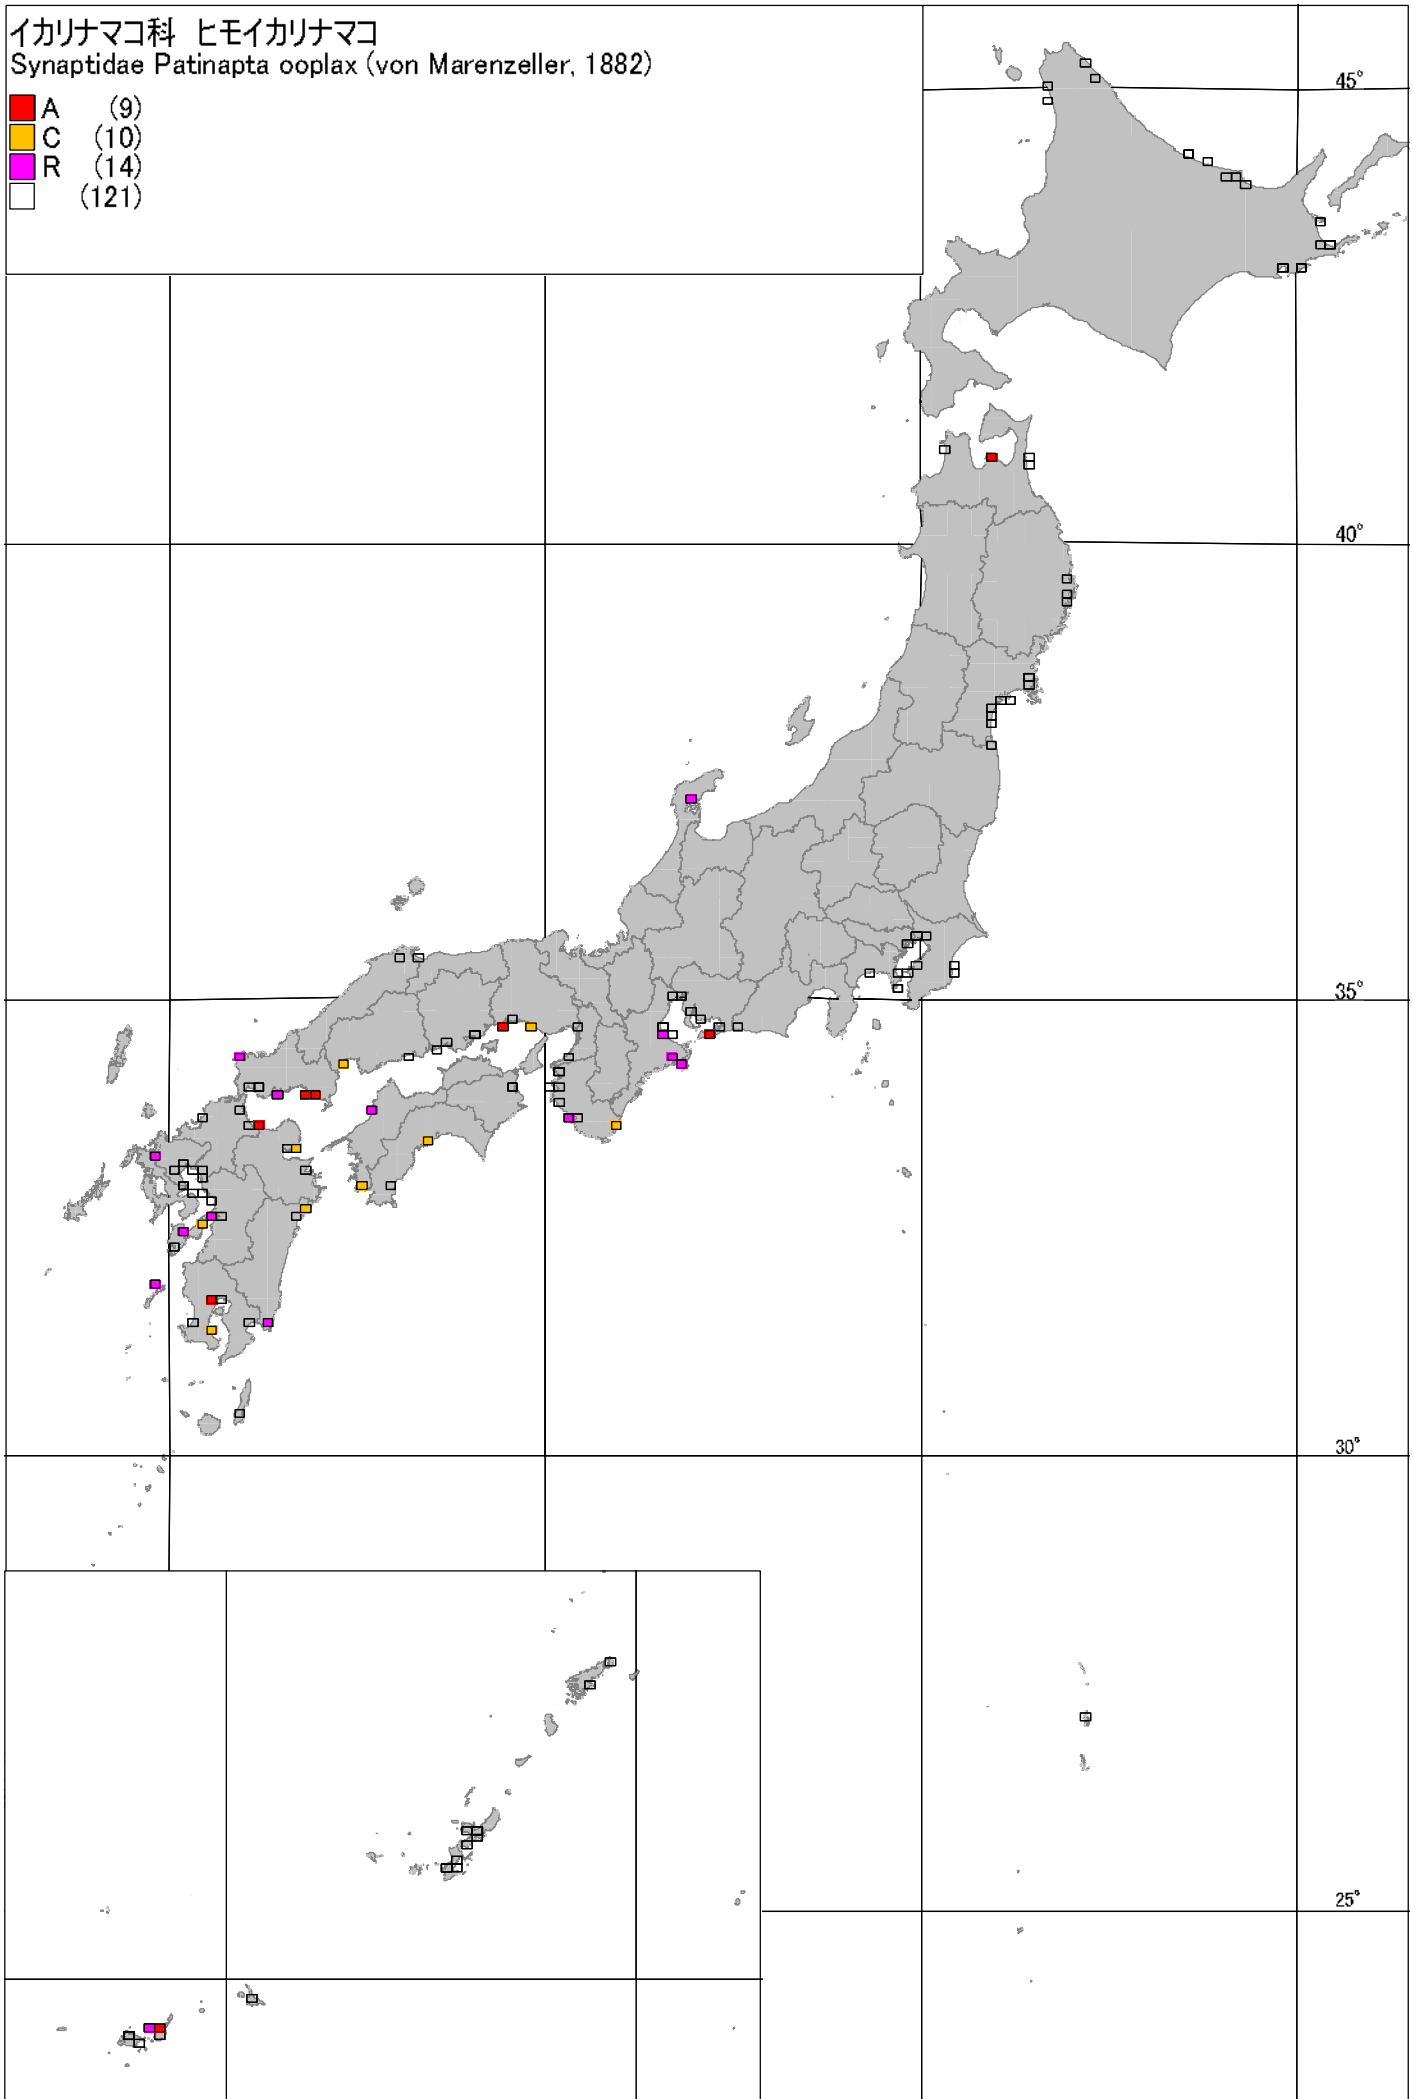 イカリナマコ科 ヒモイカリナマコ
Synaptidae Patinapta ooplax (von Marenzeller, 1882)
A (9)
C (10)
R (14)
(121)
45°
40°
35°
30°
25°